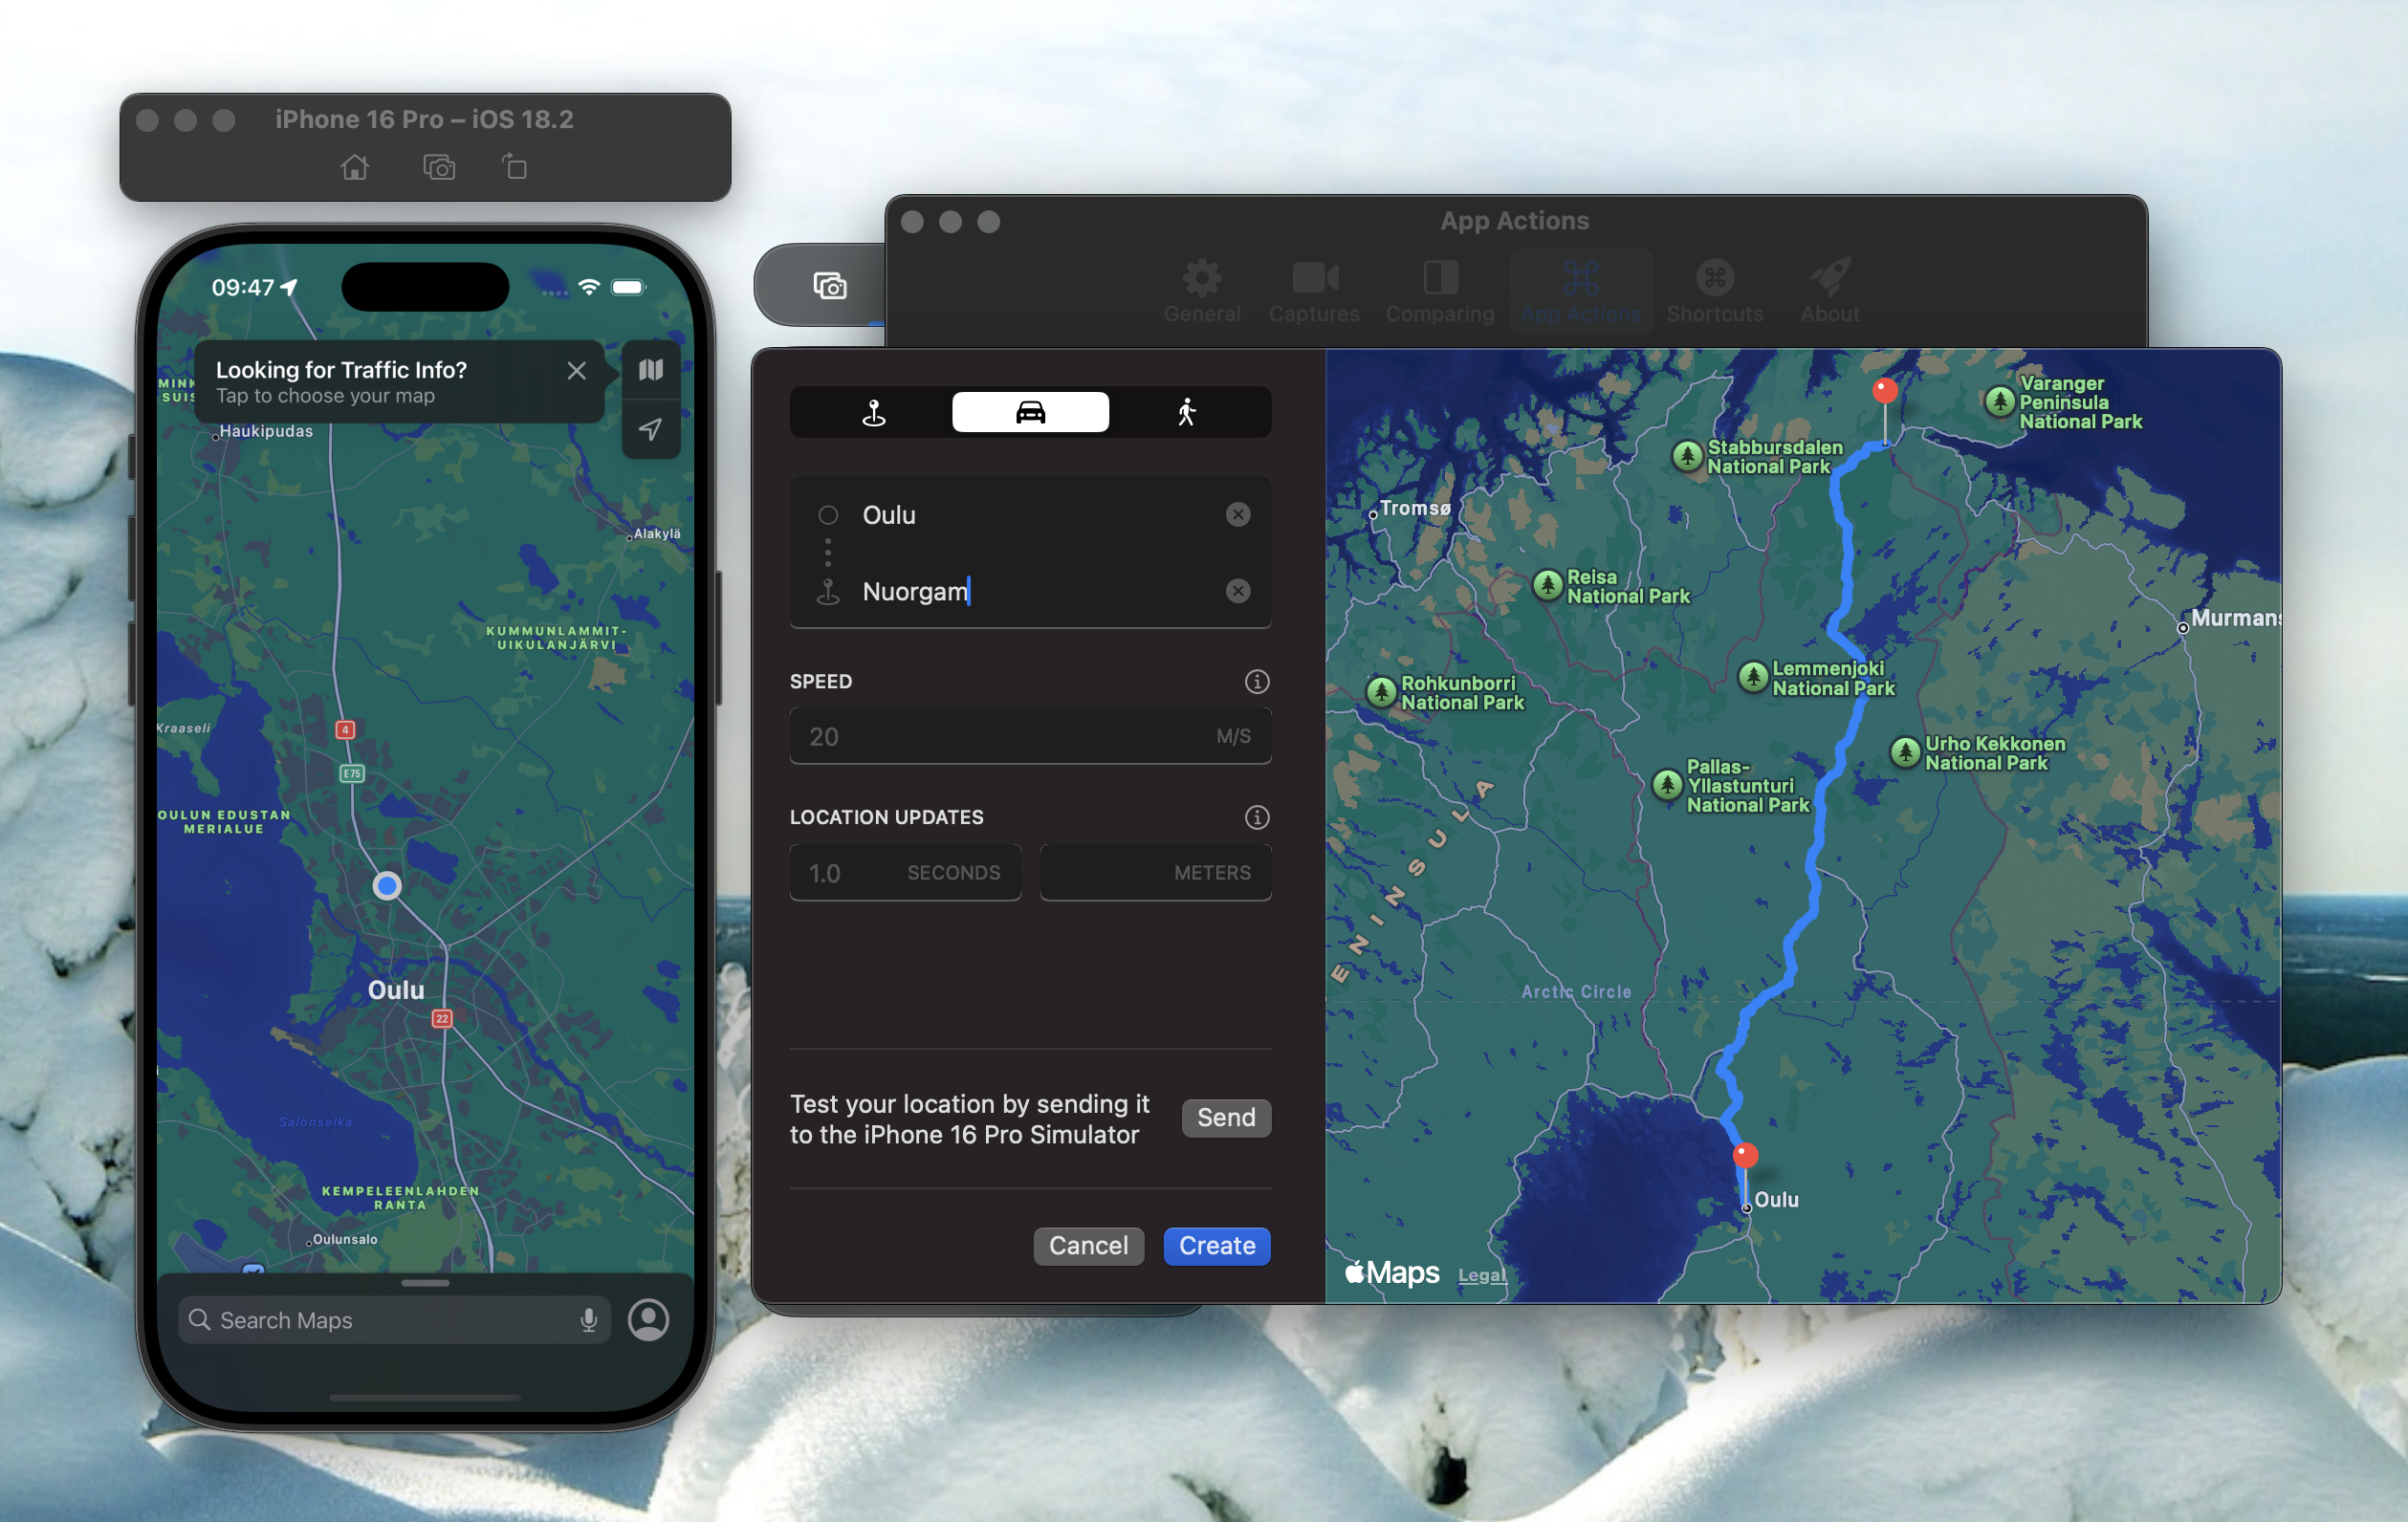 iPhone 16 Pro – iOS 18.2
09:47
Looking for Traffic Info?
Tap to choose your map
Haukipudas
Alakylä
KUMMUNLAMMIT-
UIKULANJÄRVI
Kraaseli
4
E75
OULUN EDUSTAN
MERIALUE
Oulu
22
Salonselkä
KEMPELEENLAHDEN
RANTA
Oulunsalo
Search Maps
App Actions
General
Captures
Comparing
App Actions
Shortcuts
About
Oulu
Nuorgam
SPEED
20 M/S
LOCATION UPDATES
1.0 SECONDS
METERS
Test your location by sending it
to the iPhone 16 Pro Simulator
Send
Cancel
Create
Varanger
Peninsula
National Park
Stabbursdalen
National Park
Tromsø
Reisa
National Park
Murmans
Lemmenjoki
National Park
Rohkunborri
National Park
Urho Kekkonen
National Park
Pallas-
Yllastunturi
National Park
ENINSULA
Arctic Circle
Oulu
Maps
Legal